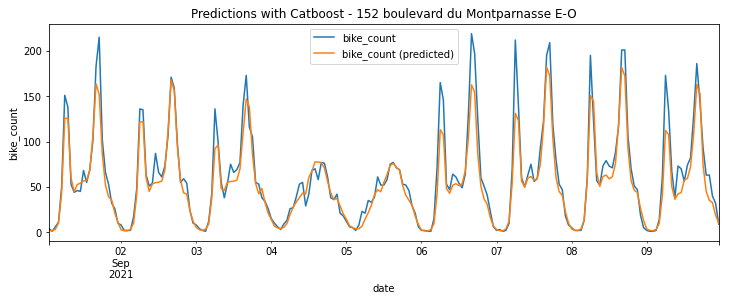 Predictions with Catboost - 152 boulevard du Montparnasse E-O
bike_count
bike_count (predicted)
bike_count
200
150
100
50
0
02 03 04 05 06 07 08 09
Sep
2021
date